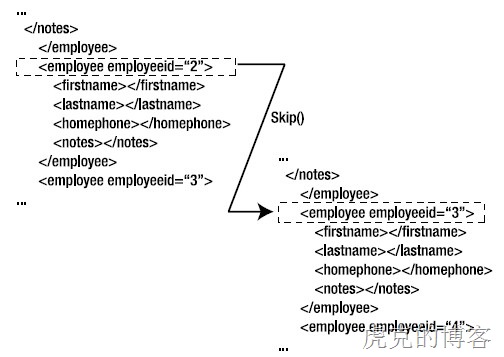 ...
</notes>
</employee>
<employee employeeid=“2”>
<firstname></firstname>
<lastname></lastname>
<homephone></homephone>
<notes></notes>
</employee>
<employee employeeid=“3”>
...
Skip()
...
</notes>
</employee>
<employee employeeid=“3”>
<firstname></firstname>
<lastname></lastname>
<homephone></homephone>
<notes></notes>
</employee>
<employee employeeid=“4”>
...
虎克的博客